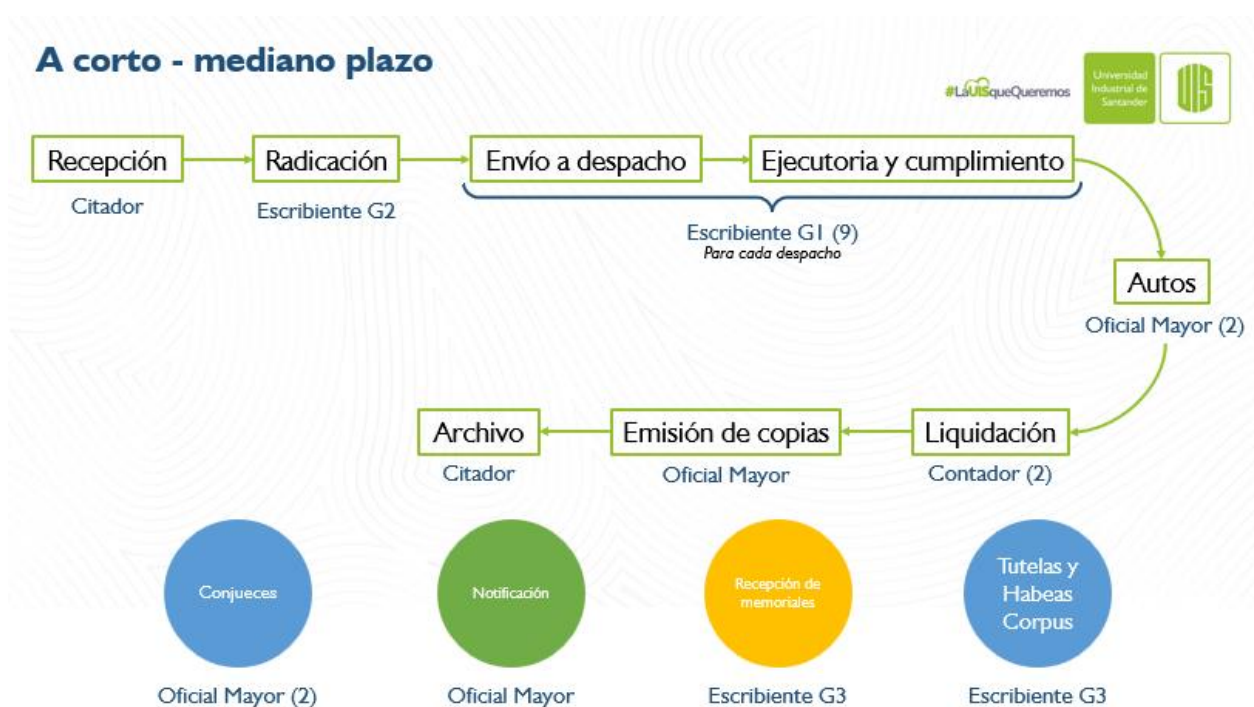 A corto - mediano plazo
#LaUISqueQueremos
Universidad
Industrial de
Santander
UIS
Recepción
Citador
Radicación
Escribiente G2
Envío a despacho
Ejecutoria y cumplimiento
Escribiente G1 (9)
Para cada despacho
Autos
Oficial Mayor (2)
Liquidación
Contador (2)
Emisión de copias
Oficial Mayor
Archivo
Citador
Conjueces
Oficial Mayor (2)
Notificación
Oficial Mayor
Recepción de
memoriales
Escribiente G3
Tutelas y
Habeas
Corpus
Escribiente G3